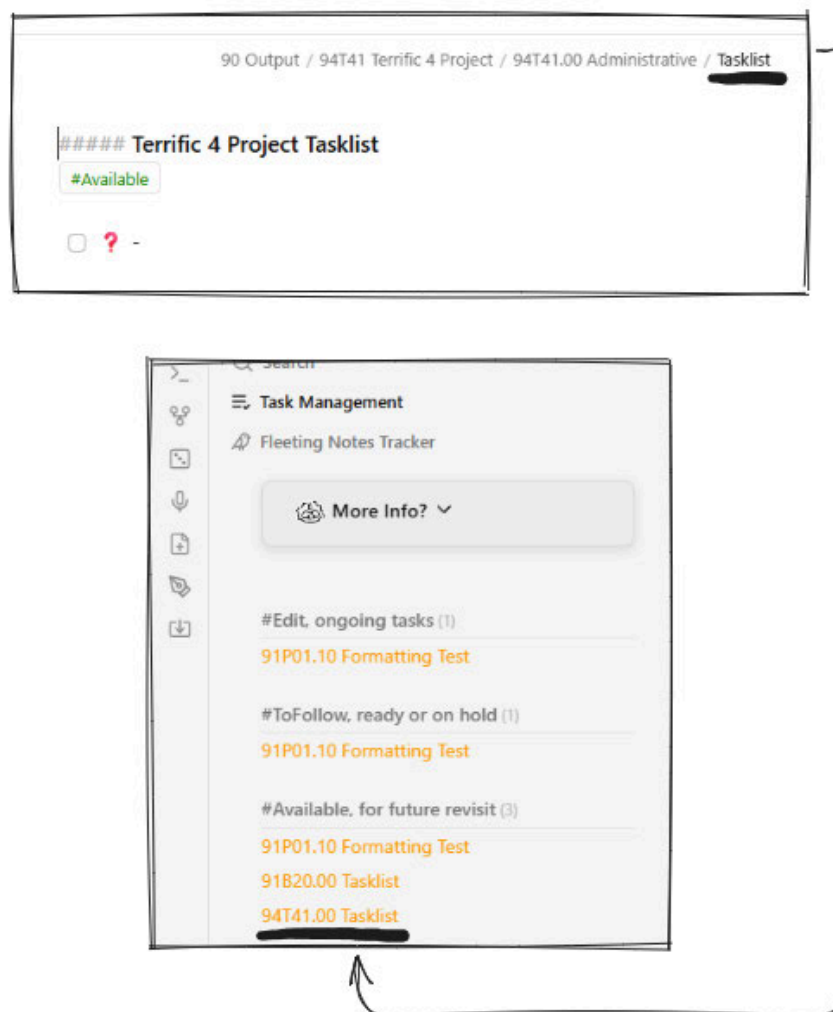 90 Output / 94T41 Terrific 4 Project / 94T41.00 Administrative / Tasklist
##### Terrific 4 Project Tasklist
#Available
❓ -
Search
Task Management
Fleeting Notes Tracker
More Info?
#Edit, ongoing tasks (1)
91P01.10 Formatting Test
#ToFollow, ready or on hold (1)
91P01.10 Formatting Test
#Available, for future revisit (3)
91P01.10 Formatting Test
91B20.00 Tasklist
94T41.00 Tasklist